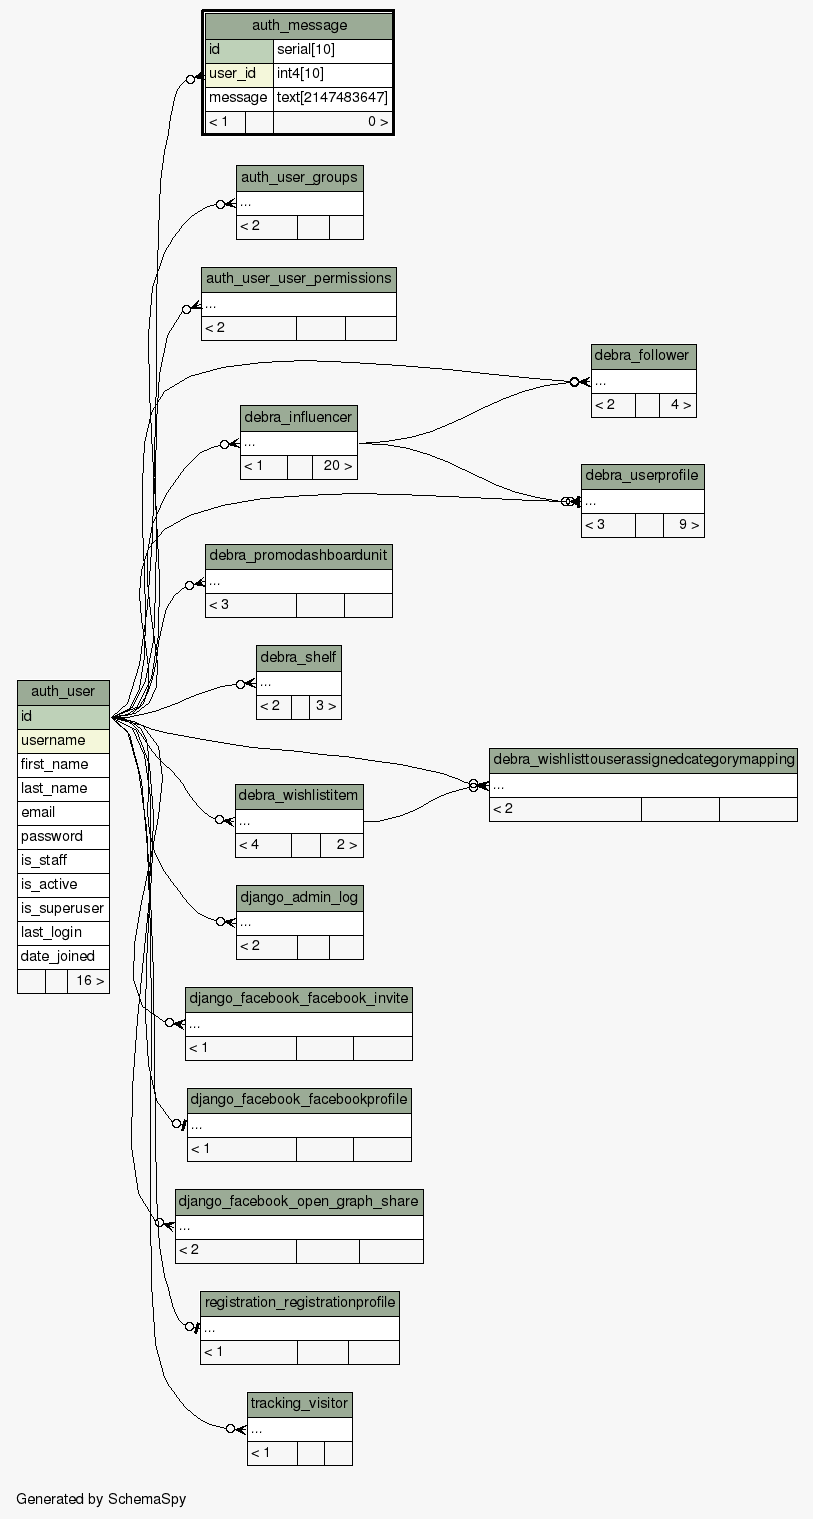 auth_message
id serial[10]
user_id int4[10]
message text[2147483647]
< 1 0 >
auth_user_groups
...
< 2
auth_user_user_permissions
...
< 2
debra_follower
...
< 2 4 >
debra_influencer
...
< 1 20 >
debra_userprofile
...
< 3 9 >
debra_promodashboardunit
...
< 3
debra_shelf
...
< 2 3 >
auth_user
id
username
first_name
last_name
email
password
is_staff
is_active
is_superuser
last_login
date_joined
16 >
debra_wishlisttouserassignedcategorymapping
...
< 2
debra_wishlistitem
...
< 4 2 >
django_admin_log
...
< 2
django_facebook_facebook_invite
...
< 1
django_facebook_facebookprofile
...
< 1
django_facebook_open_graph_share
...
< 2
registration_registrationprofile
...
< 1
tracking_visitor
...
< 1
Generated by SchemaSpy